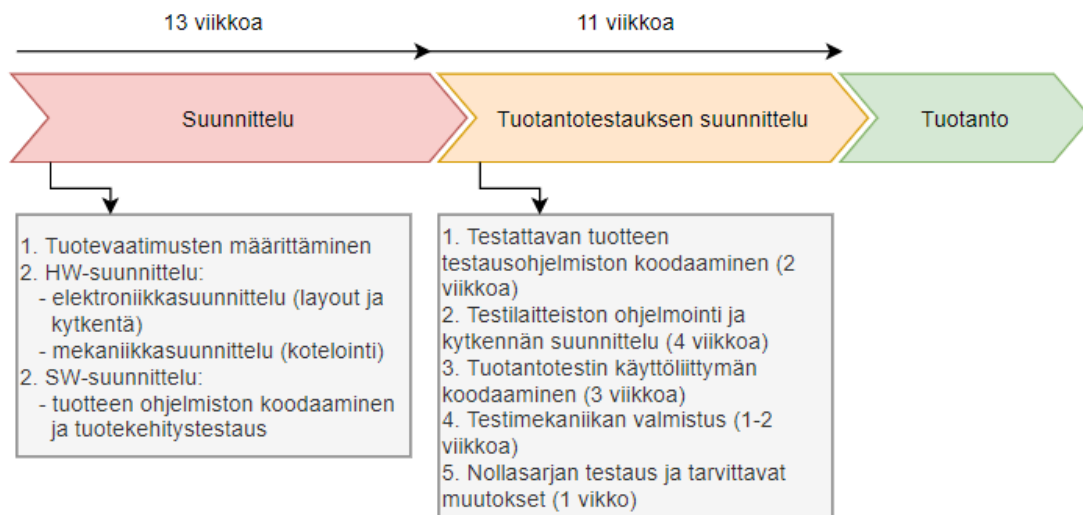 13 viikkoa
11 viikkoa
Suunnittelu
Tuotantotestauksen suunnittelu
Tuotanto
1. Tuotevaatimusten määrittäminen
2. HW-suunnittelu:
- elektroniikkasuunnittelu (layout ja
kytkentä)
- mekaniikkasuunnittelu (kotelointi)
2. SW-suunnittelu:
- tuotteen ohjelmiston koodaaminen
ja tuotekehitystestaus
1. Testattavan tuotteen
testausohjelmiston koodaaminen (2
viikkoa)
2. Testilaitteiston ohjelmointi ja
kytkennän suunnittelu (4 viikkoa)
3. Tuotantotestin käyttöliittymän
koodaaminen (3 viikkoa)
4. Testimekaniikan valmistus (1-2
viikkoa)
5. Nollasarjan testaus ja tarvittavat
muutokset (1 vikko)